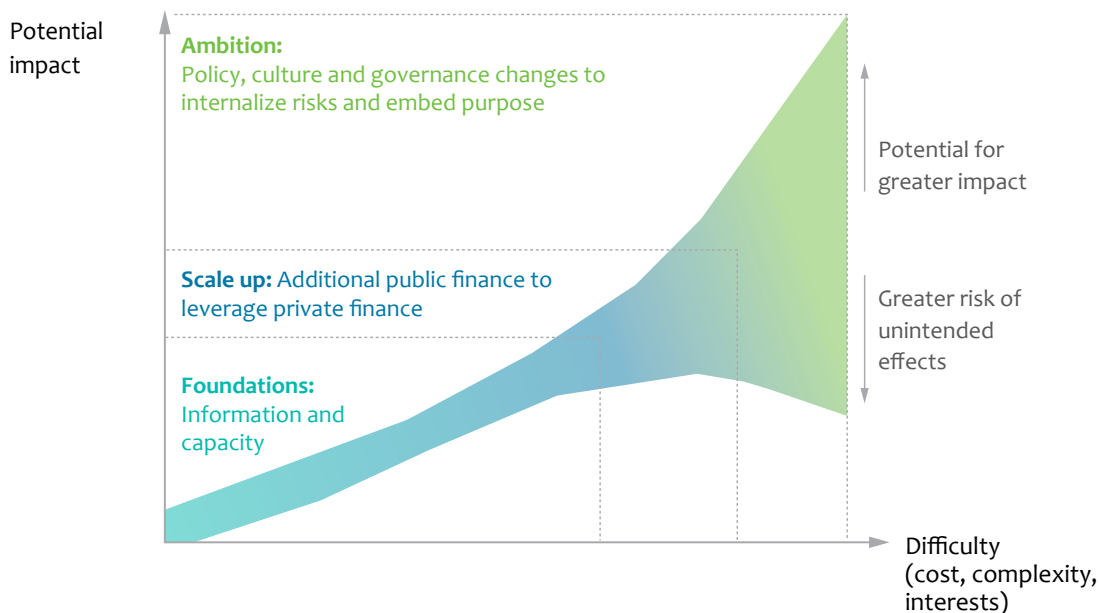 Potential
impact
Ambition:
Policy, culture and governance changes to
internalize risks and embed purpose
Potential for
greater impact
Scale up: Additional public finance to
leverage private finance
Greater risk of
unintended
effects
Foundations:
Information and
capacity
Difficulty
(cost, complexity,
interests)